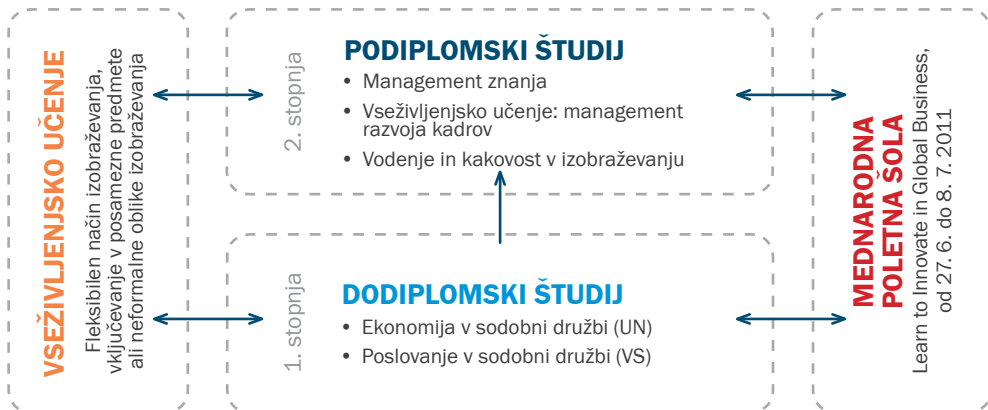 VSEŽIVLJENJSKO UČENJE
Fleksibilen način izobraževanja,
vključevanje v posamezne predmete
ali neformalne oblike izobraževanja
2. stopnja
PODIPLOMSKI ŠTUDIJ
• Management znanja
• Vseživljenjsko učenje: management
razvoja kadrov
• Vodenje in kakovost v izobraževanju
1. stopnja
DODIPLOMSKI ŠTUDIJ
• Ekonomija v sodobni družbi (UN)
• Poslovanje v sodobni družbi (VS)
MEDNARODNA
POLETNA ŠOLA
Learn to Innovate in Global Business,
od 27. 6. do 8. 7. 2011